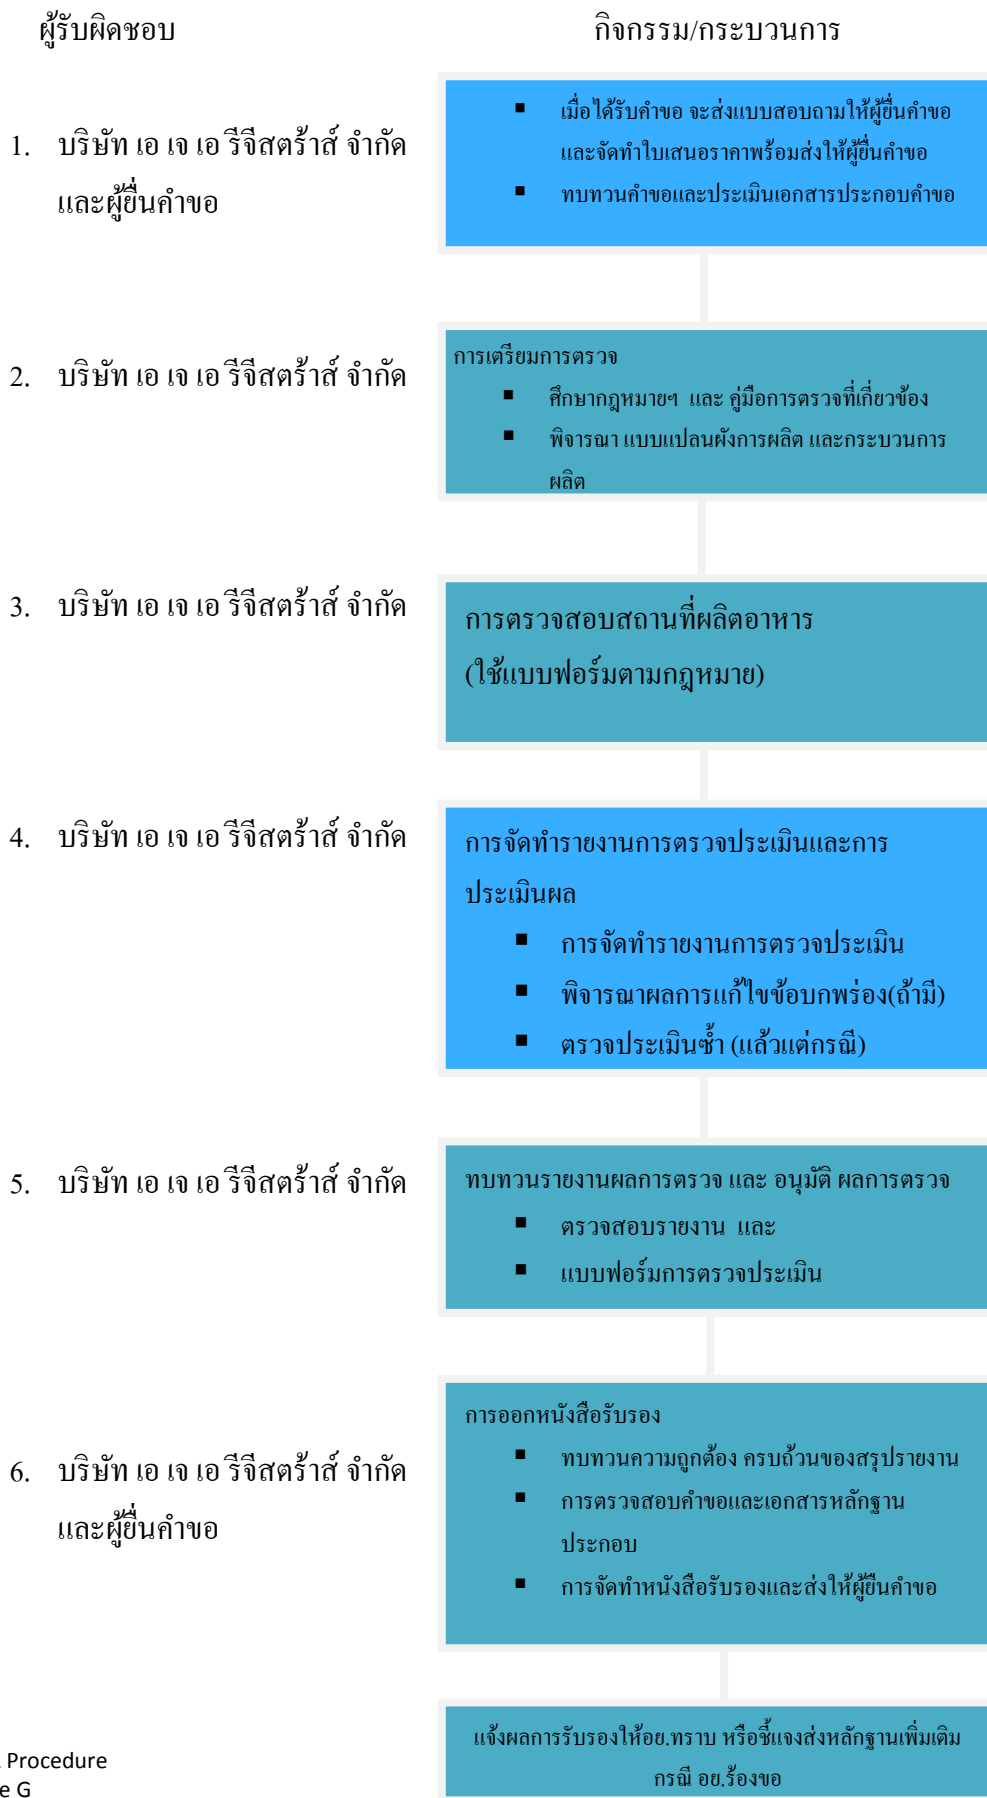 ผู้รับผิดชอบ
กิจกรรม/กระบวนการ
1. บริษัท เอ เจ เอ รีจีสตร้าส์ จำกัด
และผู้ยื่นคำขอ
▪ เมื่อได้รับคำขอ จะส่งแบบสอบถามให้ผู้ยื่นคำขอ
และจัดทำใบเสนอราคาพร้อมส่งให้ผู้ยื่นคำขอ
▪ ทบทวนคำขอและประเมินเอกสารประกอบคำขอ
2. บริษัท เอ เจ เอ รีจีสตร้าส์ จำกัด
การเตรียมการตรวจ
▪ ศึกษากฎหมายฯ และ คู่มือการตรวจที่เกี่ยวข้อง
▪ พิจารณา แบบแปลนผังการผลิต และกระบวนการ
ผลิต
3. บริษัท เอ เจ เอ รีจีสตร้าส์ จำกัด
การตรวจสอบสถานที่ผลิตอาหาร
(ใช้แบบฟอร์มตามกฎหมาย)
4. บริษัท เอ เจ เอ รีจีสตร้าส์ จำกัด
การจัดทำรายงานการตรวจประเมินและการ
ประเมินผล
▪ การจัดทำรายงานการตรวจประเมิน
▪ พิจารณาผลการแก้ไขข้อบกพร่อง(ถ้ามี)
▪ ตรวจประเมินซ้ำ (แล้วแต่กรณี)
5. บริษัท เอ เจ เอ รีจีสตร้าส์ จำกัด
ทบทวนรายงานผลการตรวจ และ อนุมัติ ผลการตรวจ
▪ ตรวจสอบรายงาน และ
▪ แบบฟอร์มการตรวจประเมิน
6. บริษัท เอ เจ เอ รีจีสตร้าส์ จำกัด
และผู้ยื่นคำขอ
การออกหนังสือรับรอง
▪ ทบทวนความถูกต้อง ครบถ้วนของสรุปรายงาน
▪ การตรวจสอบคำขอและเอกสารหลักฐาน
ประกอบ
▪ การจัดทำหนังสือรับรองและส่งให้ผู้ยืนคำขอ
แจ้งผลการรับรองให้อย.ทราบ หรือชี้แจงส่งหลักฐานเพิ่มเติม
กรณี อย.ร้องขอ
. Procedure
e G